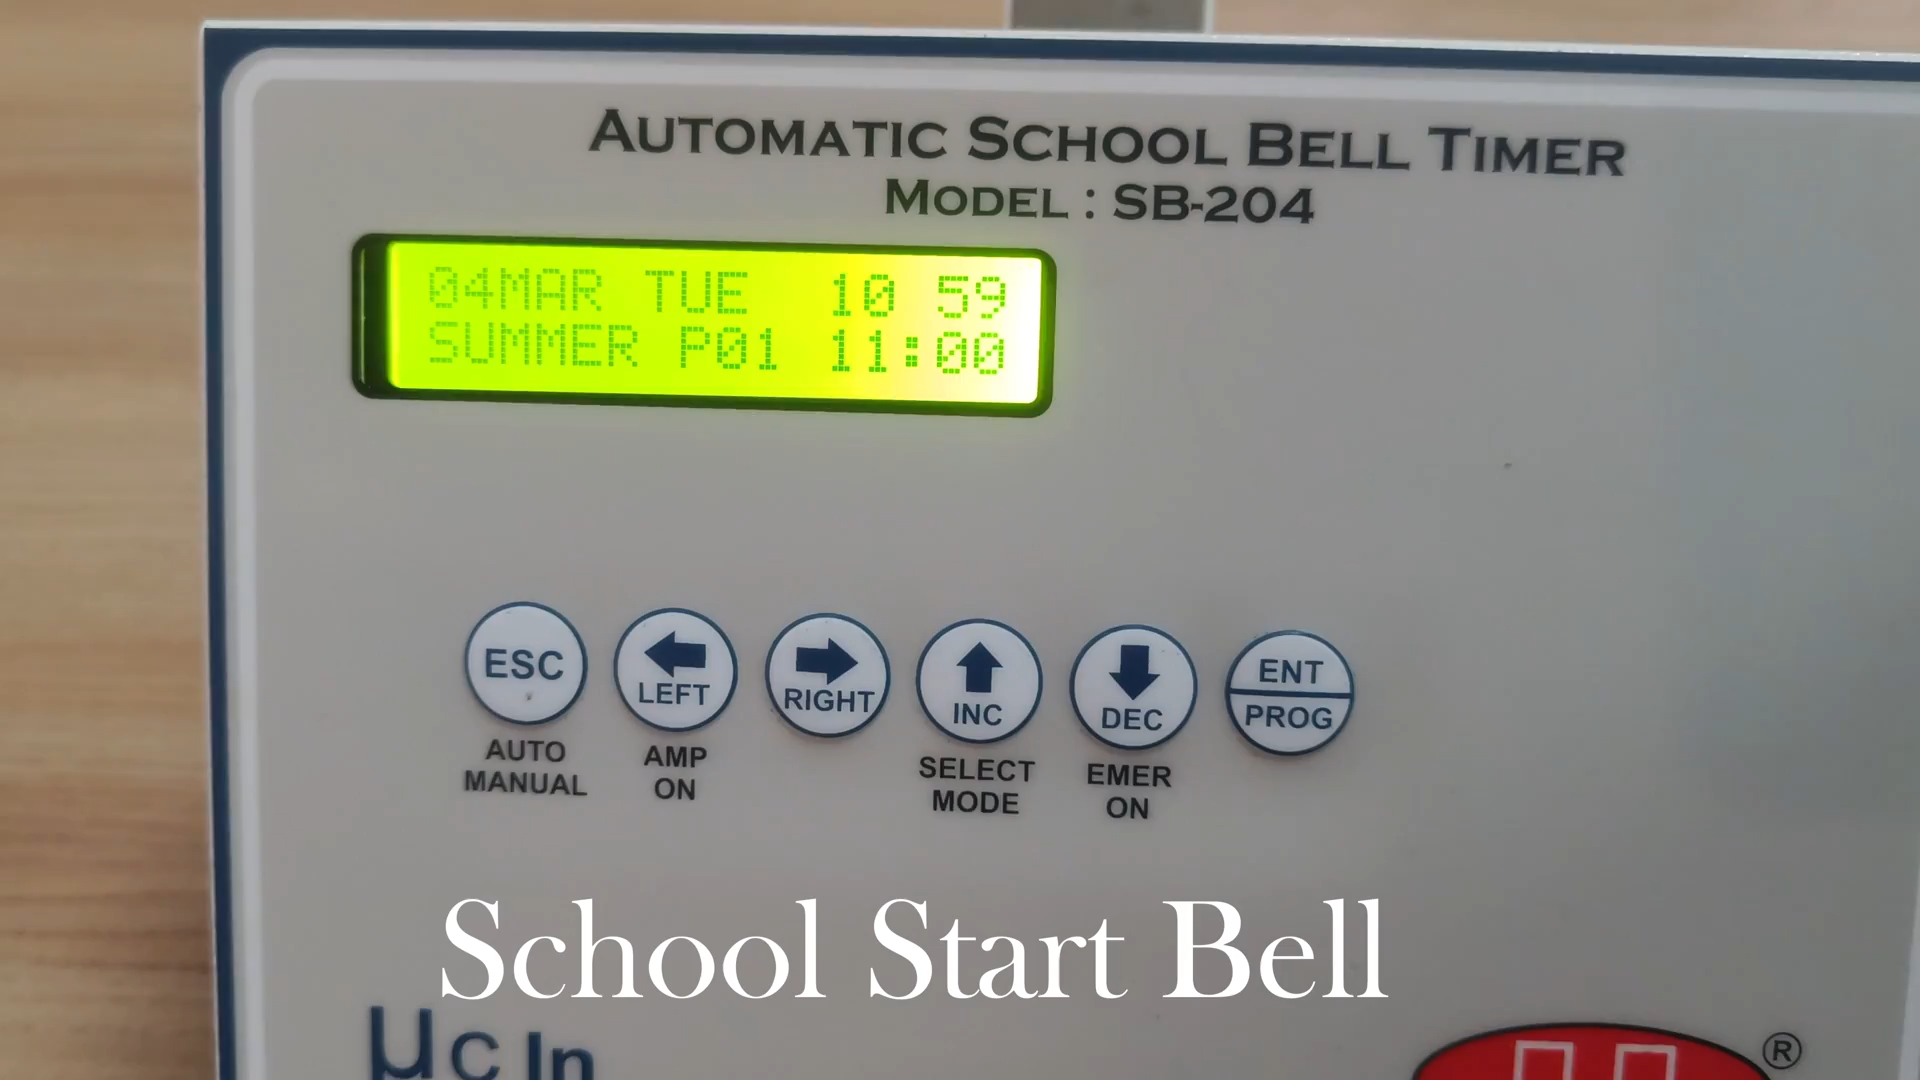 AUTOMATIC SCHOOL BELL TIMER
MODEL : SB-204
04MAR TUE 10 59
SUMMER P01 11:00
ESC
LEFT
RIGHT
INC
DEC
ENT
PROG
AUTO
MANUAL
AMP
ON
SELECT
MODE
EMER
ON
School Start Bell
µc In
®